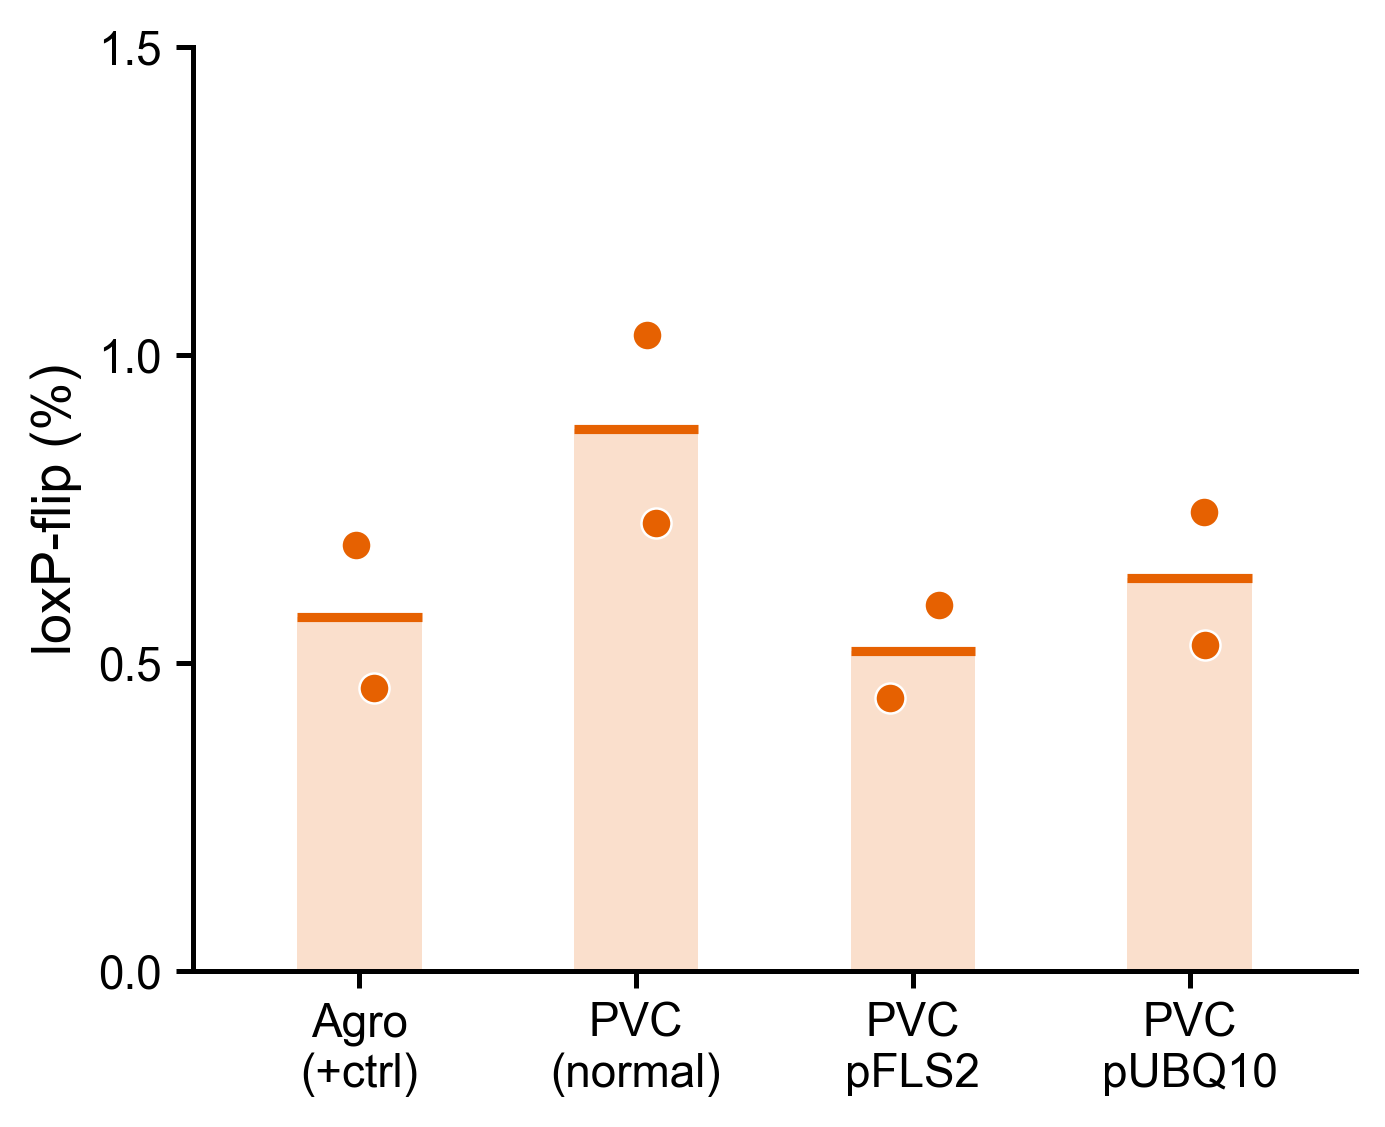 1.5
1.0
0.5
0.0
loxP-flip (%)
Agro
(+ctrl)
PVC
(normal)
PVC
pFLS2
PVC
pUBQ10